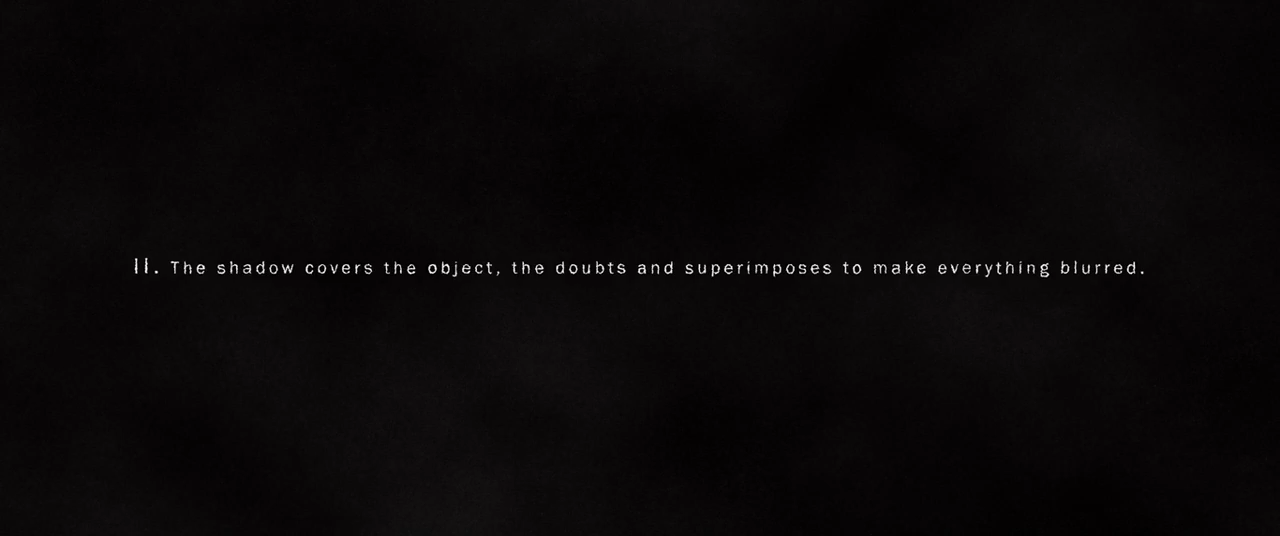 II. The shadow covers the object, the doubts and superimposes to make everything blurred.